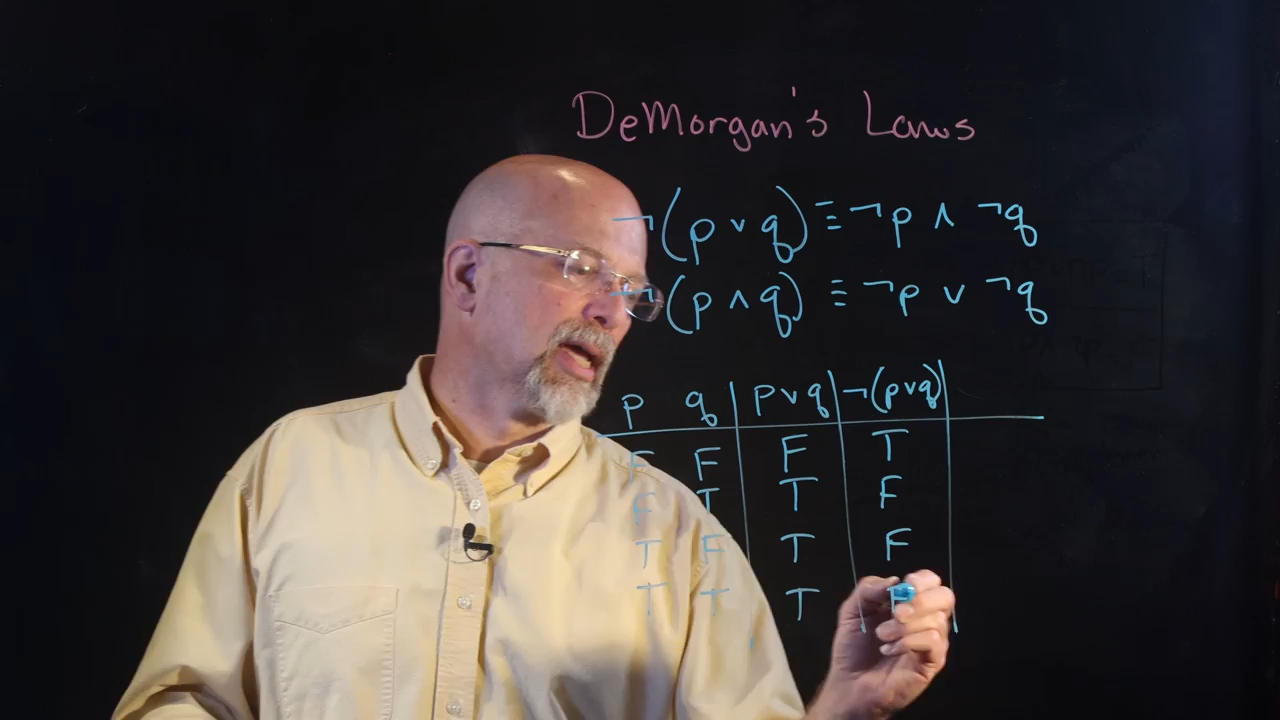 DeMorgan's Laws
¬(p ∨ q) ≡ ¬p ∧ ¬q
¬(p ∧ q) ≡ ¬p ∨ ¬q
p q p ∨ q ¬(p ∨ q)
F F F T
F T T F
T F T F
T T T F